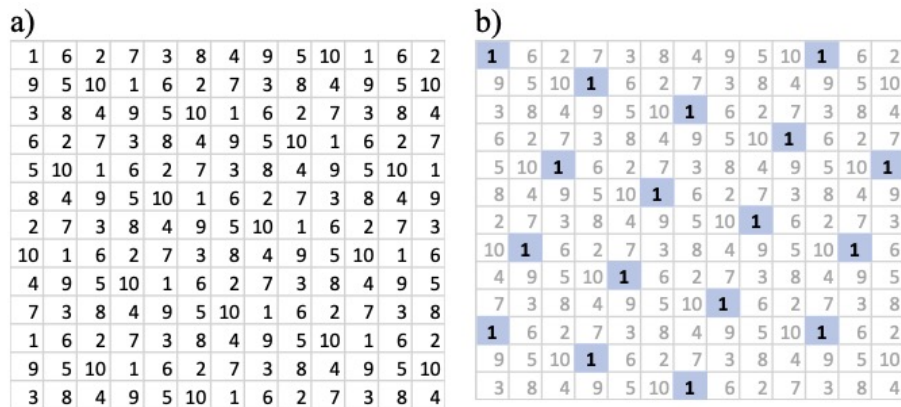 a)
1 6 2 7 3 8 4 9 5 10 1 6 2
9 5 10 1 6 2 7 3 8 4 9 5 10
3 8 4 9 5 10 1 6 2 7 3 8 4
6 2 7 3 8 4 9 5 10 1 6 2 7
5 10 1 6 2 7 3 8 4 9 5 10 1
8 4 9 5 10 1 6 2 7 3 8 4 9
2 7 3 8 4 9 5 10 1 6 2 7 3
10 1 6 2 7 3 8 4 9 5 10 1 6
4 9 5 10 1 6 2 7 3 8 4 9 5
7 3 8 4 9 5 10 1 6 2 7 3 8
1 6 2 7 3 8 4 9 5 10 1 6 2
9 5 10 1 6 2 7 3 8 4 9 5 10
3 8 4 9 5 10 1 6 2 7 3 8 4
b)
1 6 2 7 3 8 4 9 5 10 1 6 2
9 5 10 1 6 2 7 3 8 4 9 5 10
3 8 4 9 5 10 1 6 2 7 3 8 4
6 2 7 3 8 4 9 5 10 1 6 2 7
5 10 1 6 2 7 3 8 4 9 5 10 1
8 4 9 5 10 1 6 2 7 3 8 4 9
2 7 3 8 4 9 5 10 1 6 2 7 3
10 1 6 2 7 3 8 4 9 5 10 1 6
4 9 5 10 1 6 2 7 3 8 4 9 5
7 3 8 4 9 5 10 1 6 2 7 3 8
1 6 2 7 3 8 4 9 5 10 1 6 2
9 5 10 1 6 2 7 3 8 4 9 5 10
3 8 4 9 5 10 1 6 2 7 3 8 4